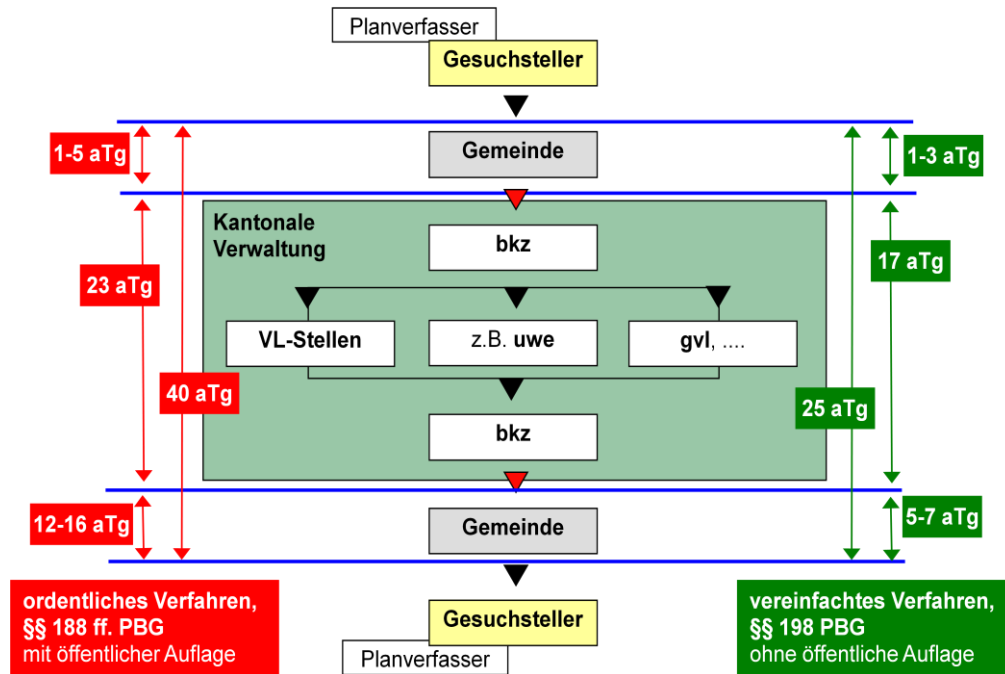 Planverfasser
Gesuchsteller
1-5 aTg
Gemeinde
1-3 aTg
Kantonale
Verwaltung
bkz
23 aTg
17 aTg
VL-Stellen
z.B. uwe
gvl, ....
40 aTg
25 aTg
bkz
12-16 aTg
Gemeinde
5-7 aTg
ordentliches Verfahren,
§§ 188 ff. PBG
mit öffentlicher Auflage
Gesuchsteller
Planverfasser
vereinfachtes Verfahren,
§§ 198 PBG
ohne öffentliche Auflage